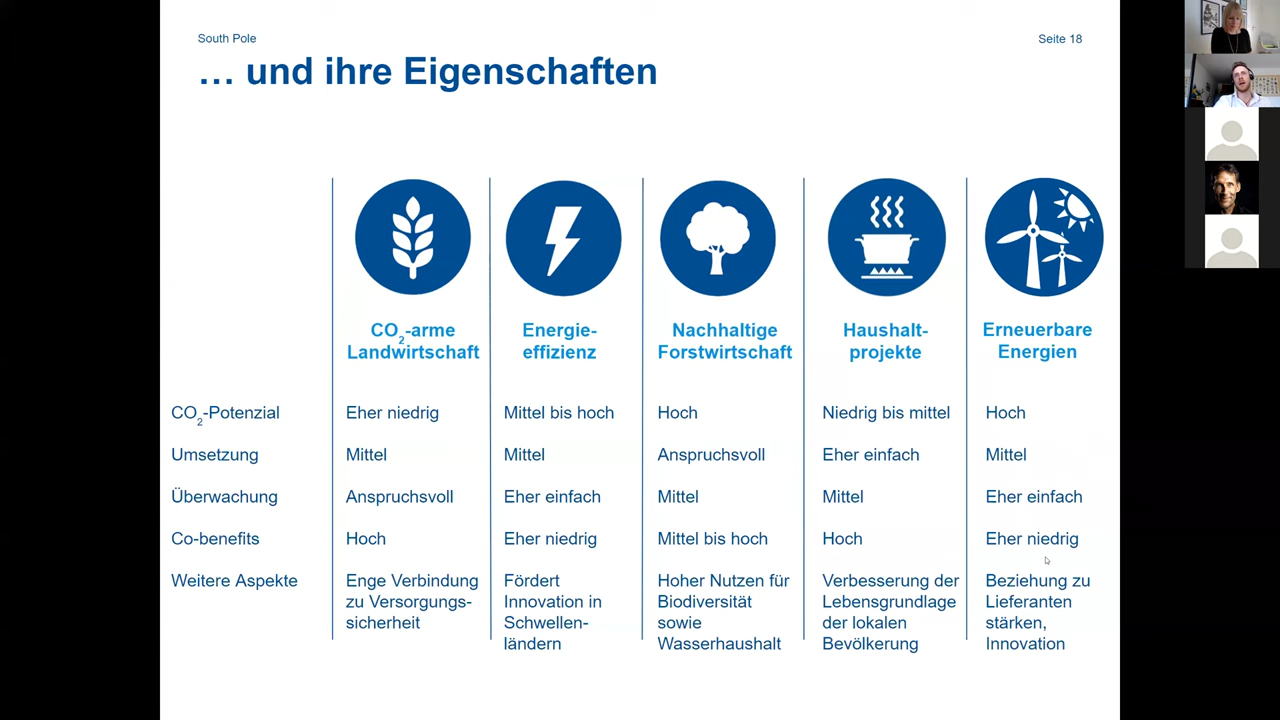 South Pole
Seite 18
… und ihre Eigenschaften
CO2-arme Landwirtschaft
Energie-effizienz
Nachhaltige Forstwirtschaft
Haushalt-projekte
Erneuerbare Energien
CO2-Potenzial
Eher niedrig
Mittel bis hoch
Hoch
Niedrig bis mittel
Hoch
Umsetzung
Mittel
Mittel
Anspruchsvoll
Eher einfach
Mittel
Überwachung
Anspruchsvoll
Eher einfach
Mittel
Mittel
Eher einfach
Co-benefits
Hoch
Eher niedrig
Mittel bis hoch
Hoch
Eher niedrig
Weitere Aspekte
Enge Verbindung
zu Versorgungs-
sicherheit
Fördert
Innovation in
Schwellen-
ländern
Hoher Nutzen für
Biodiversität
sowie
Wasserhaushalt
Verbesserung der
Lebensgrundlage
der lokalen
Bevölkerung
Beziehung zu
Lieferanten
stärken,
Innovation